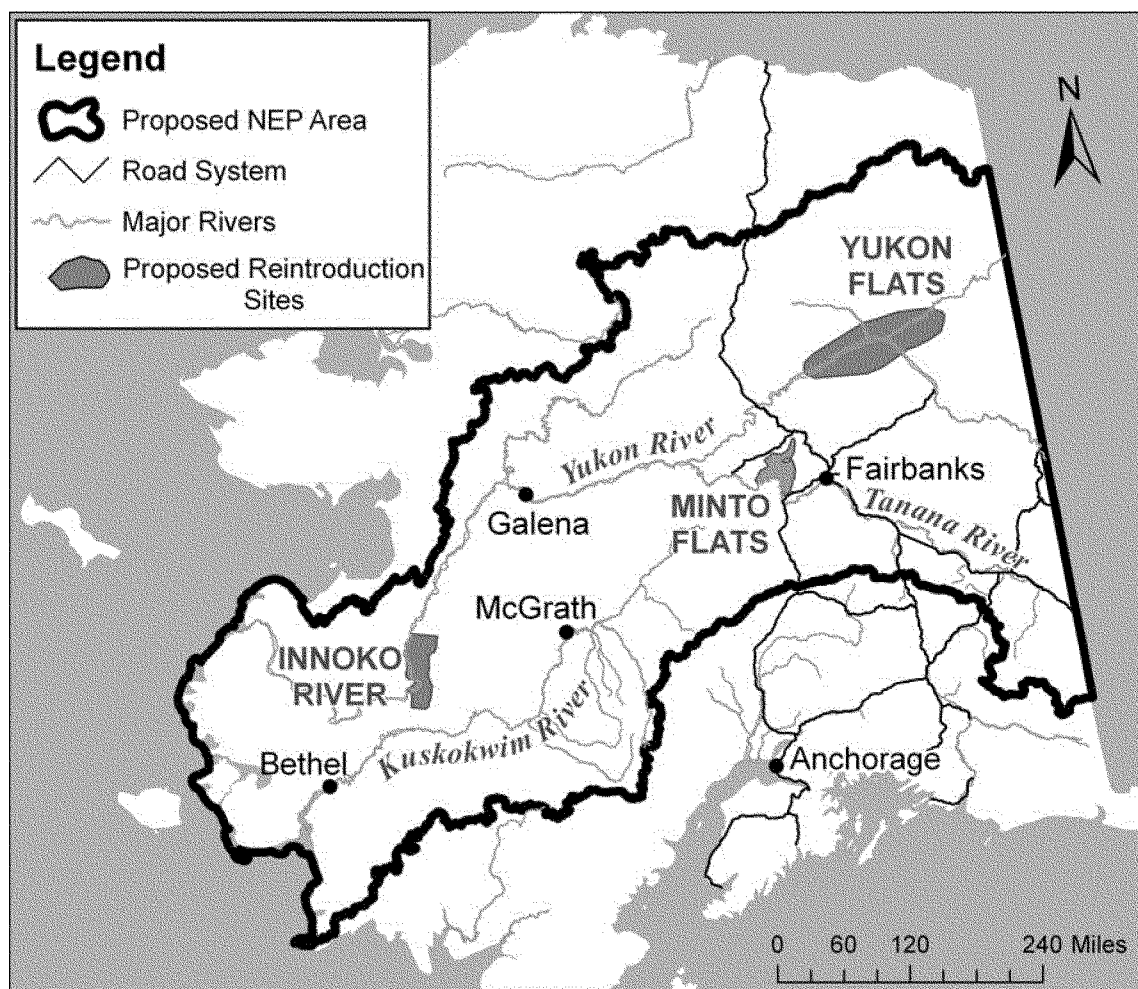 Legend
Proposed NEP Area
Road System
Major Rivers
Proposed Reintroduction
Sites
N
YUKON
FLATS
Yukon River
Fairbanks
Galena
MINTO
FLATS
Tanana River
McGrath
INNOKO
RIVER
Kuskokwim River
Bethel
Anchorage
0 60 120 240 Miles